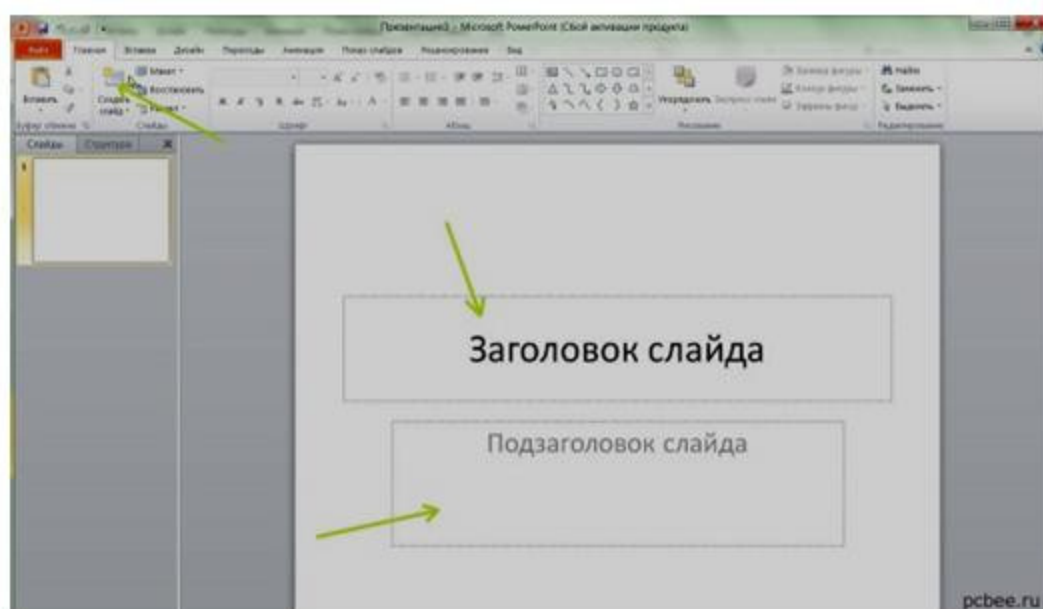 Презентация3 - Microsoft PowerPoint (Сбой активации продукта)
Файл Главная Вставка Дизайн Переходы Анимация Показ слайдов Рецензирование Вид
Вставить
Создать слайд
Макет
Восстановить
Раздел
Упорядочить
Экспресс-стили
Заливка фигуры
Контур фигуры
Эффекты фигур
Найти
Заменить
Выделить
Буфер обмена Слайды Шрифт Абзац Рисование Редактирование
Слайды Структура
1
Заголовок слайда
Подзаголовок слайда
pcbee.ru